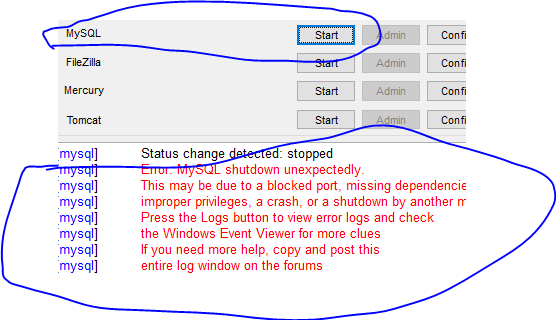 MySQL Start Admin Confi
FileZilla Start Admin Confi
Mercury Start Admin Confi
Tomcat Start Admin Confi
mysql] Status change detected: stopped
mysql] Error: MySQL shutdown unexpectedly.
mysql] This may be due to a blocked port, missing dependencie
mysql] improper privileges, a crash, or a shutdown by another m
mysql] Press the Logs button to view error logs and check
mysql] the Windows Event Viewer for more clues
mysql] If you need more help, copy and post this
mysql] entire log window on the forums